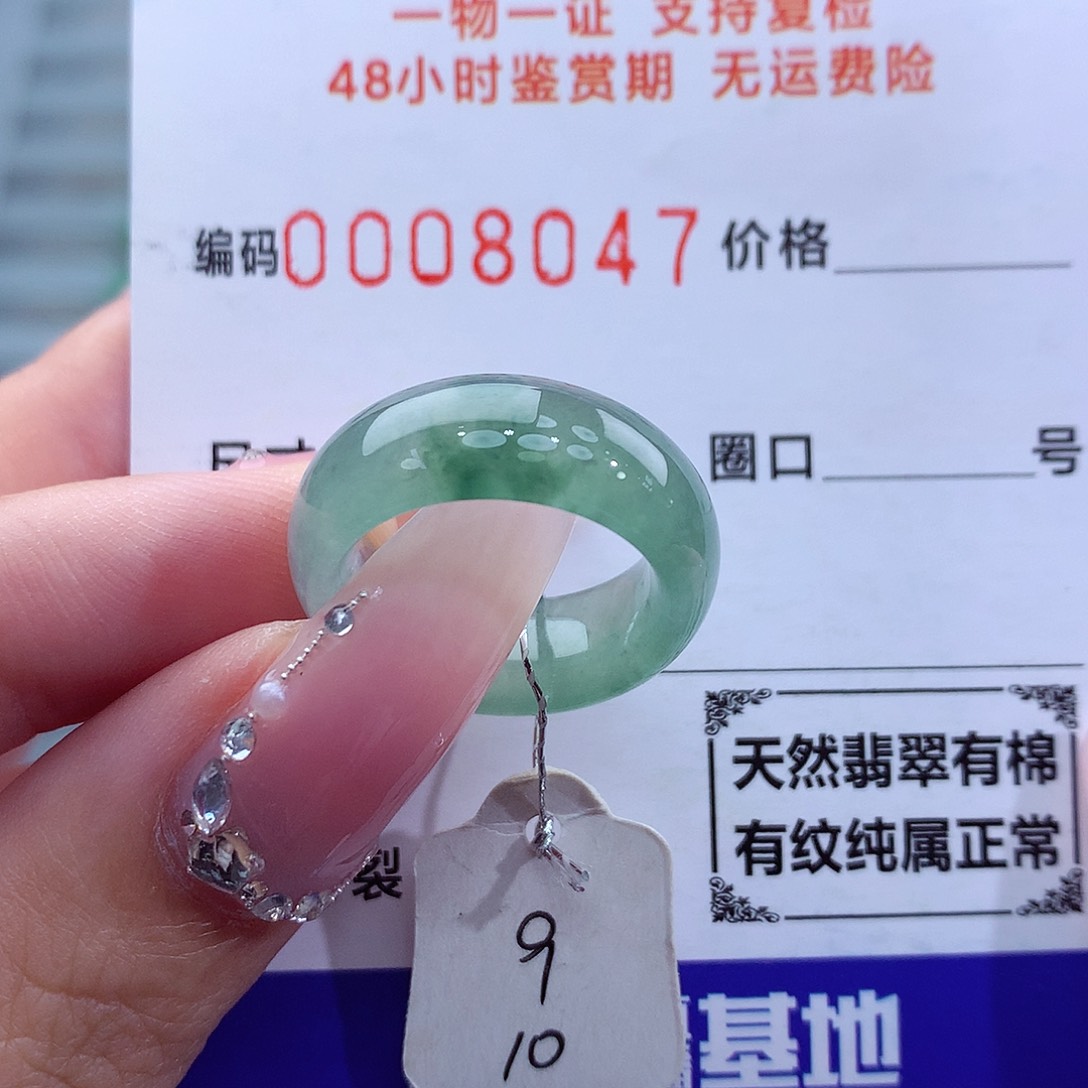 一物一证 支持复检
48小时鉴赏期 无运费险
编码0008047 价格
尺寸
圈口 号
天然翡翠有棉
有纹纯属正常
裂
9
10
基地